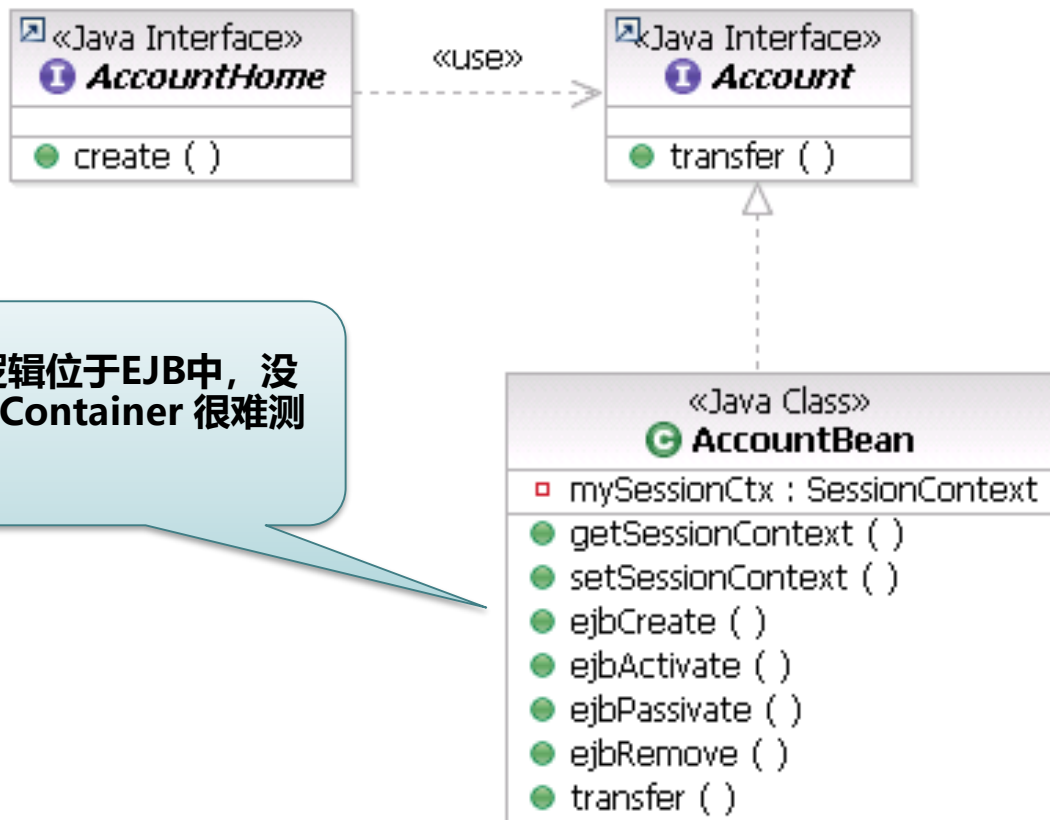 «Java Interface»
AccountHome
create ( )
«use»
«Java Interface»
Account
transfer ( )
辑位于EJB中，没
Container 很难测
«Java Class»
AccountBean
mySessionCtx : SessionContext
getSessionContext ( )
setSessionContext ( )
ejbCreate ( )
ejbActivate ( )
ejbPassivate ( )
ejbRemove ( )
transfer ( )